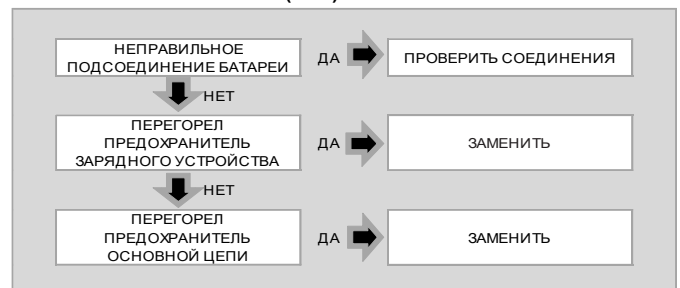 НЕПРАВИЛЬНОЕ
ПОДСОЕДИНЕНИЕ БАТАРЕИ
ДА
ПРОВЕРИТЬ СОЕДИНЕНИЯ
НЕТ
ПЕРЕГОРЕЛ
ПРЕДОХРАНИТЕЛЬ
ЗАРЯДНОГО УСТРОЙСТВА
ДА
ЗАМЕНИТЬ
НЕТ
ПЕРЕГОРЕЛ
ПРЕДОХРАНИТЕЛЬ
ОСНОВНОЙ ЦЕПИ
ДА
ЗАМЕНИТЬ